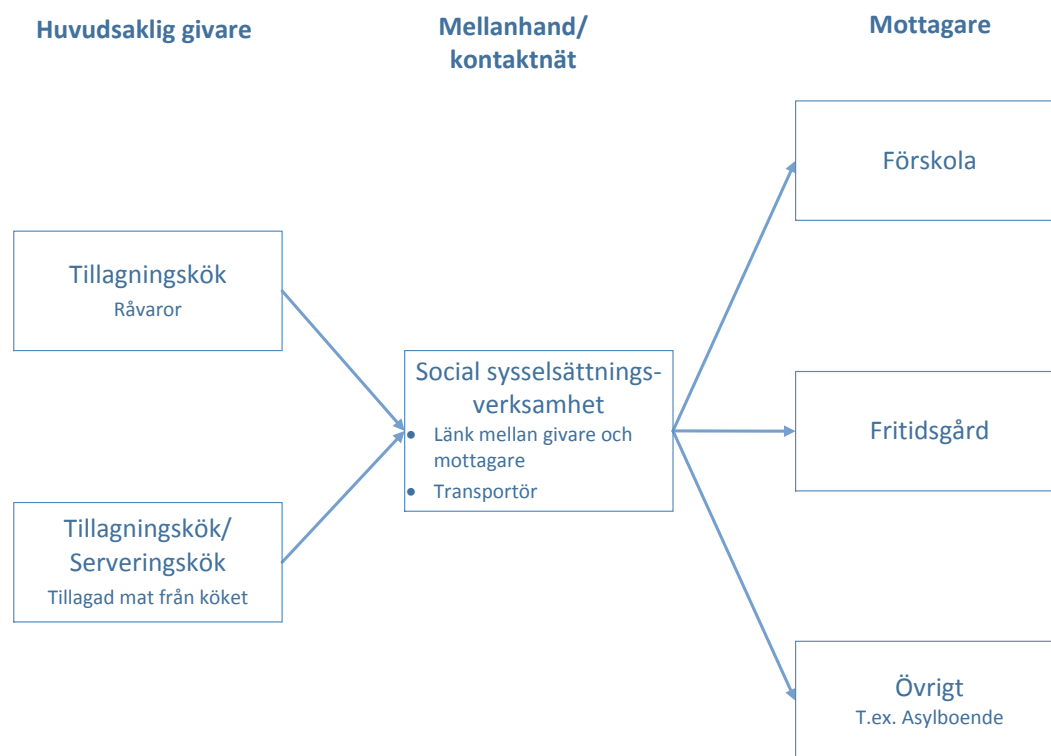 Huvudsaklig givare
Mellanhand/
kontaktnät
Mottagare
Tillagningskök
Råvaror
Tillagningskök/
Serveringskök
Tillagad mat från köket
Social sysselsättnings-
verksamhet
• Länk mellan givare och
mottagare
• Transportör
Förskola
Fritidsgård
Övrigt
T.ex. Asylboende